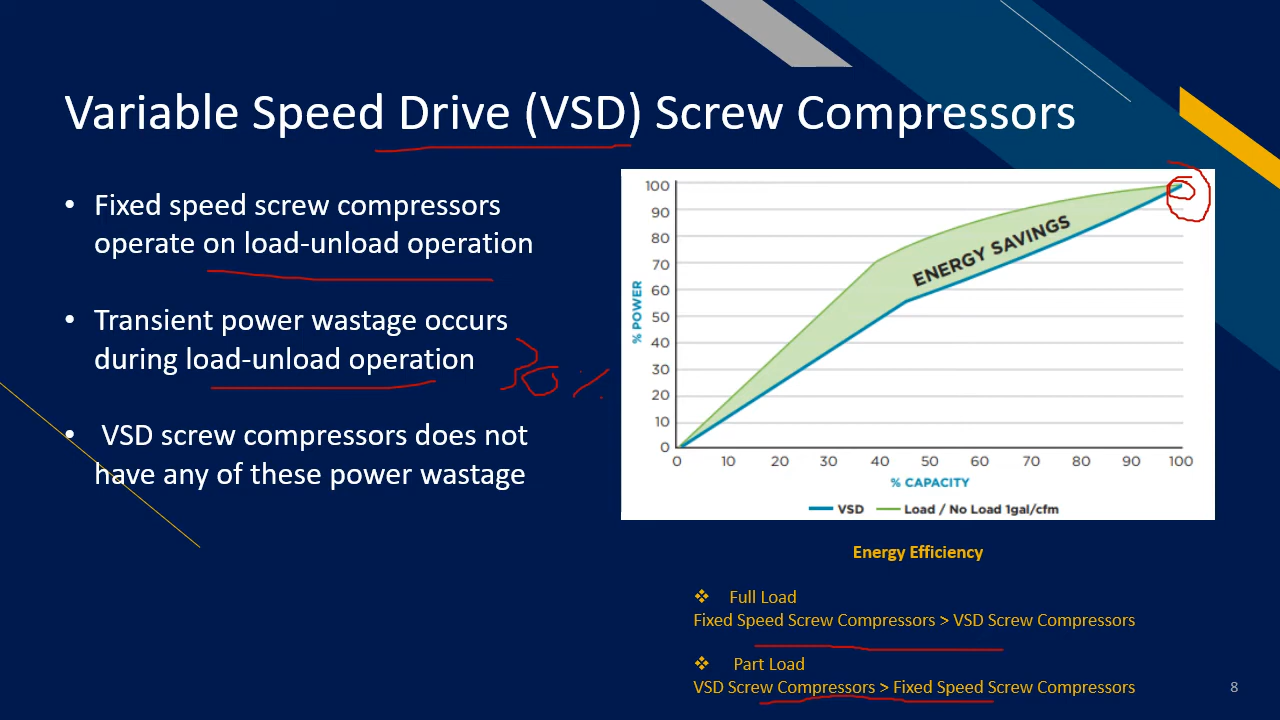 Variable Speed Drive (VSD) Screw Compressors
• Fixed speed screw compressors
operate on load-unload operation
• Transient power wastage occurs
during load-unload operation
30%
• VSD screw compressors does not
have any of these power wastage
100
90
80
70
60
50
40
30
20
10
0
% POWER
ENERGY SAVINGS
0 10 20 30 40 50 60 70 80 90 100
% CAPACITY
VSD Load / No Load 1gal/cfm
Energy Efficiency
❖ Full Load
Fixed Speed Screw Compressors > VSD Screw Compressors
❖ Part Load
VSD Screw Compressors > Fixed Speed Screw Compressors
8